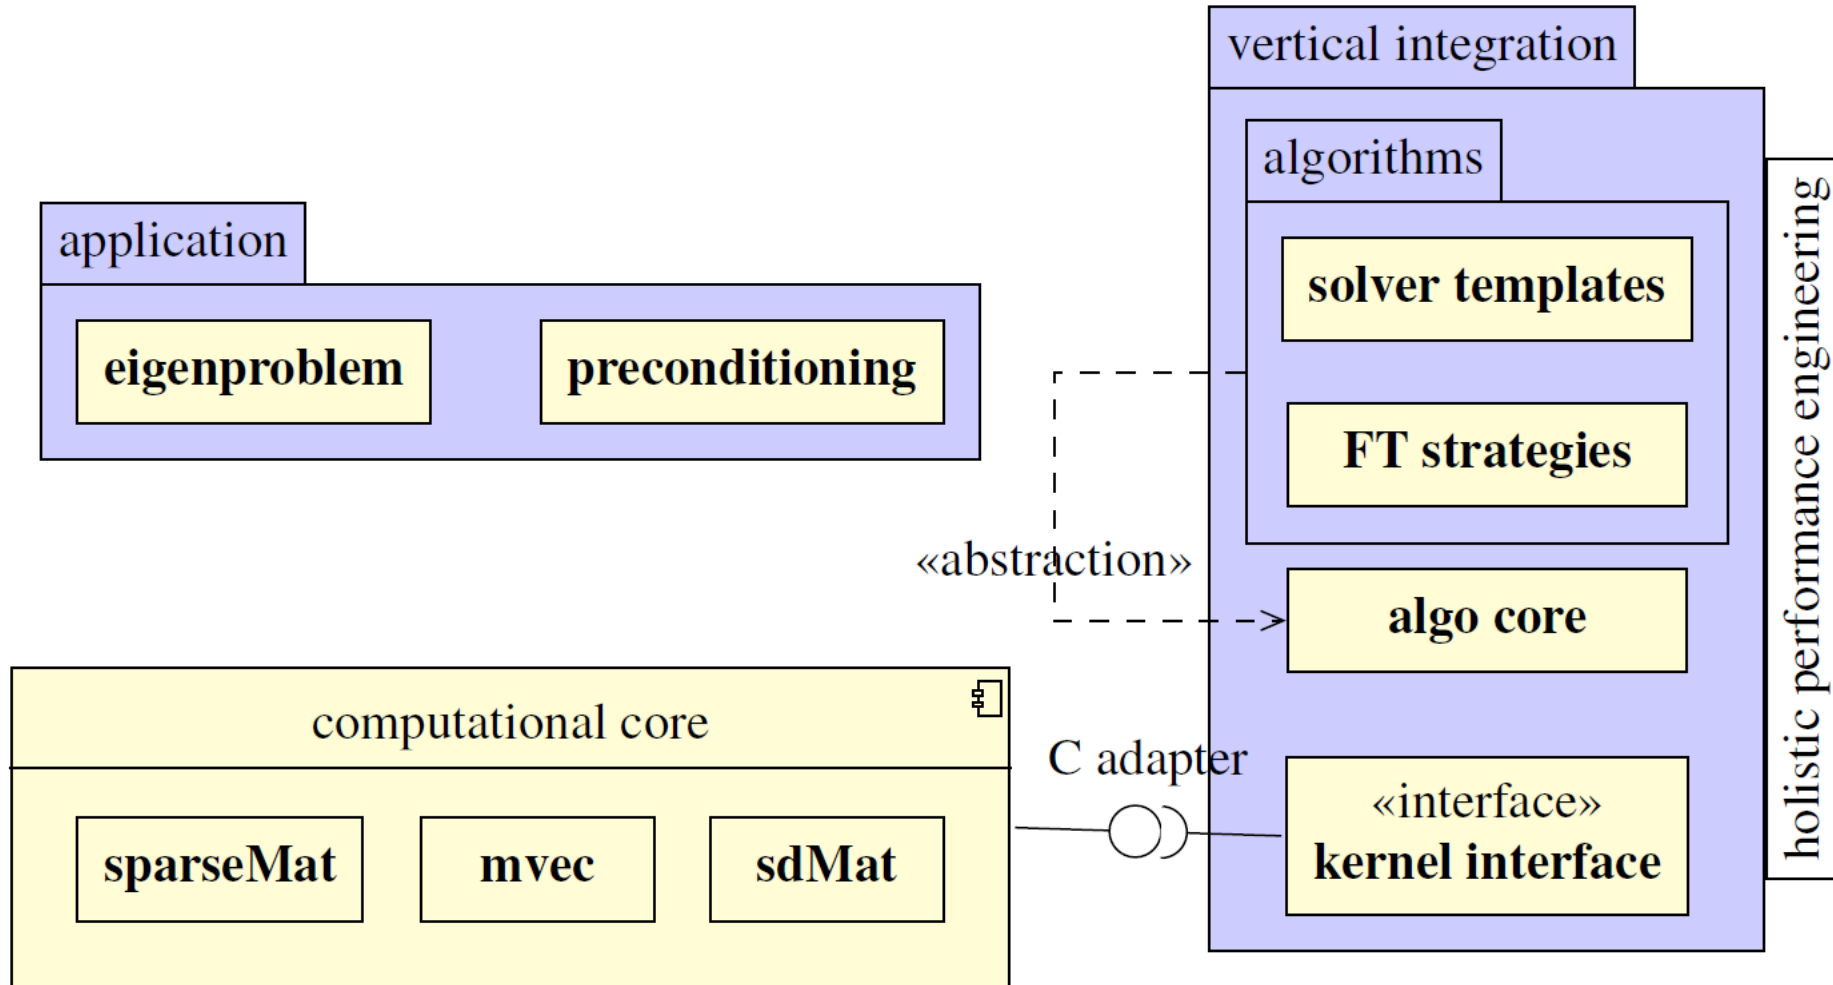 vertical integration
algorithms
solver templates
FT strategies
algo core
«interface»
kernel interface
holistic performance engineering
application
eigenproblem
preconditioning
«abstraction»
computational core
C adapter
sparseMat
mvec
sdMat